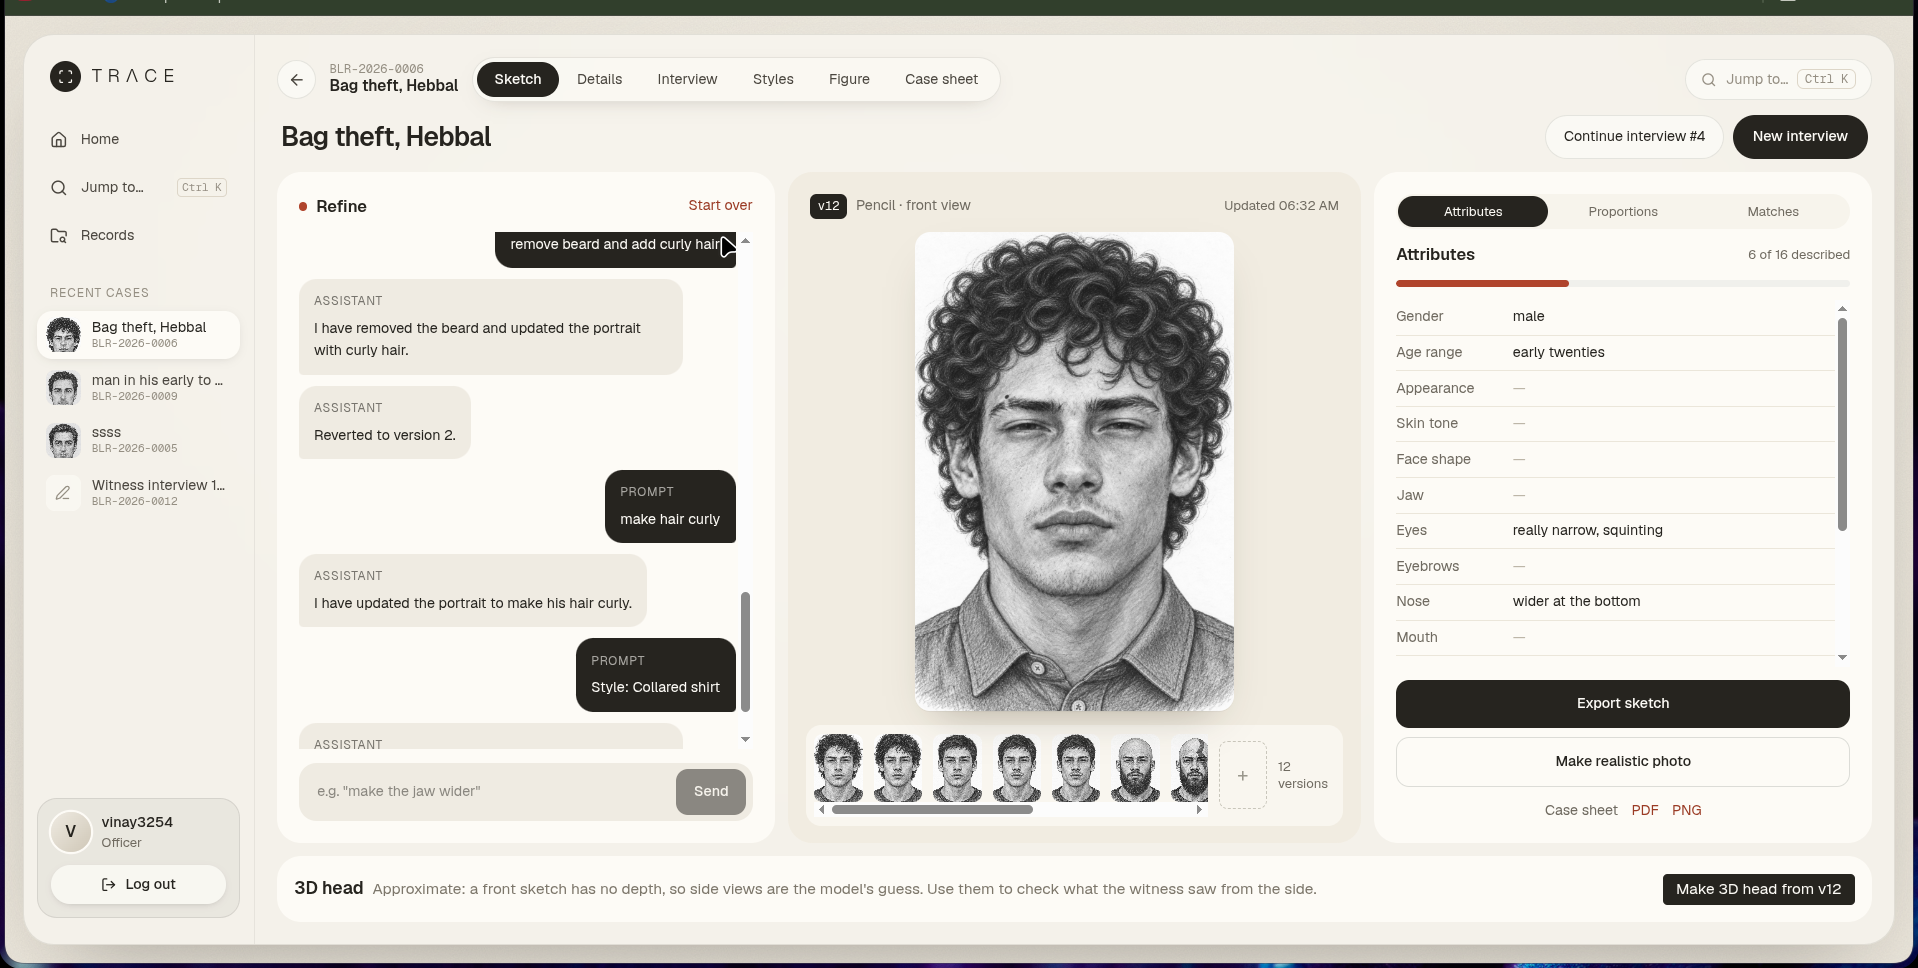 TRACE
Home
Jump to...
Ctrl K
Records
RECENT CASES
Bag theft, Hebbal
BLR-2026-0006
man in his early to ...
BLR-2026-0009
ssss
BLR-2026-0005
Witness interview 1...
BLR-2026-0012
V
vinay3254
Officer
Log out
BLR-2026-0006
Bag theft, Hebbal
Sketch
Details
Interview
Styles
Figure
Case sheet
Jump to...
Ctrl K
Bag theft, Hebbal
Continue interview #4
New interview
Refine
Start over
remove beard and add curly hair
ASSISTANT
I have removed the beard and updated the portrait
with curly hair.
ASSISTANT
Reverted to version 2.
PROMPT
make hair curly
ASSISTANT
I have updated the portrait to make his hair curly.
PROMPT
Style: Collared shirt
ASSISTANT
e.g. "make the jaw wider"
Send
v12
Pencil · front view
Updated 06:32 AM
+
12
versions
Attributes
Proportions
Matches
Attributes
6 of 16 described
Gender
male
Age range
early twenties
Appearance
—
Skin tone
—
Face shape
—
Jaw
—
Eyes
really narrow, squinting
Eyebrows
—
Nose
wider at the bottom
Mouth
—
Export sketch
Make realistic photo
Case sheet
PDF
PNG
3D head
Approximate: a front sketch has no depth, so side views are the model's guess. Use them to check what the witness saw from the side.
Make 3D head from v12